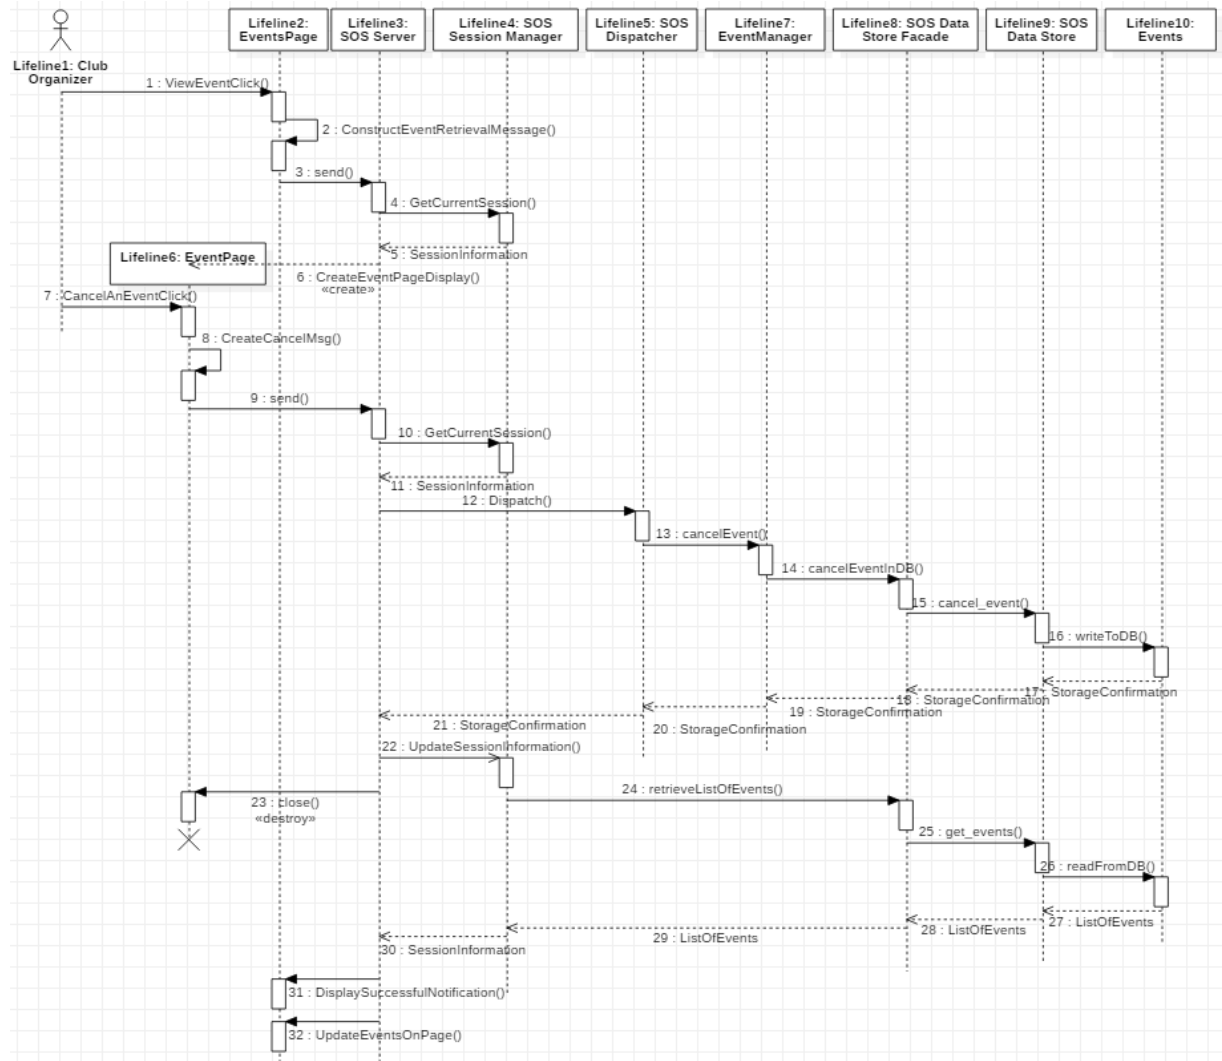 Lifeline1: Club
Organizer
Lifeline2:
EventsPage
Lifeline3:
SOS Server
Lifeline4: SOS
Session Manager
Lifeline5: SOS
Dispatcher
Lifeline7:
EventManager
Lifeline8: SOS Data
Store Facade
Lifeline9: SOS
Data Store
Lifeline10:
Events
1 : ViewEventClick()
2 : ConstructEventRetrievalMessage()
3 : send()
4 : GetCurrentSession()
5 : SessionInformation
Lifeline6: EventPage
6 : CreateEventPageDisplay()
«create»
7 : CancelAnEventClick()
8 : CreateCancelMsg()
9 : send()
10 : GetCurrentSession()
11 : SessionInformation
12 : Dispatch()
13 : cancelEvent()
14 : cancelEventInDB()
15 : cancel_event()
16 : writeToDB()
17 : StorageConfirmation
18 : StorageConfirmation
19 : StorageConfirmation
20 : StorageConfirmation
21 : StorageConfirmation
22 : UpdateSessionInformation()
23 : close()
«destroy»
24 : retrieveListOfEvents()
25 : get_events()
26 : readFromDB()
27 : ListOfEvents
28 : ListOfEvents
29 : ListOfEvents
30 : SessionInformation
31 : DisplaySuccessfulNotification()
32 : UpdateEventsOnPage()